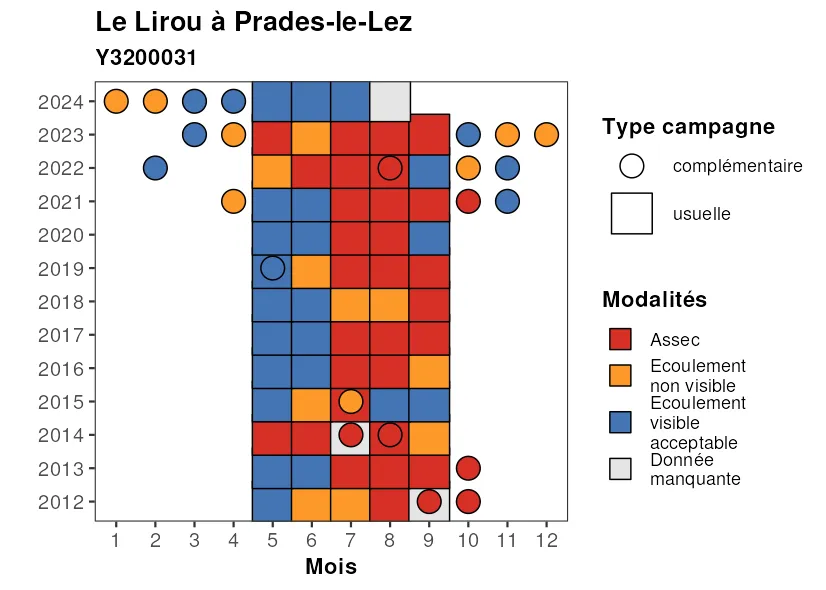 Le Lirou à Prades-le-Lez
Y3200031
2024
2023
2022
2021
2020
2019
2018
2017
2016
2015
2014
2013
2012
1 2 3 4 5 6 7 8 9 10 11 12
Mois
Type campagne
complémentaire
usuelle
Modalités
Assec
Ecoulement
non visible
Ecoulement
visible
acceptable
Donnée
manquante